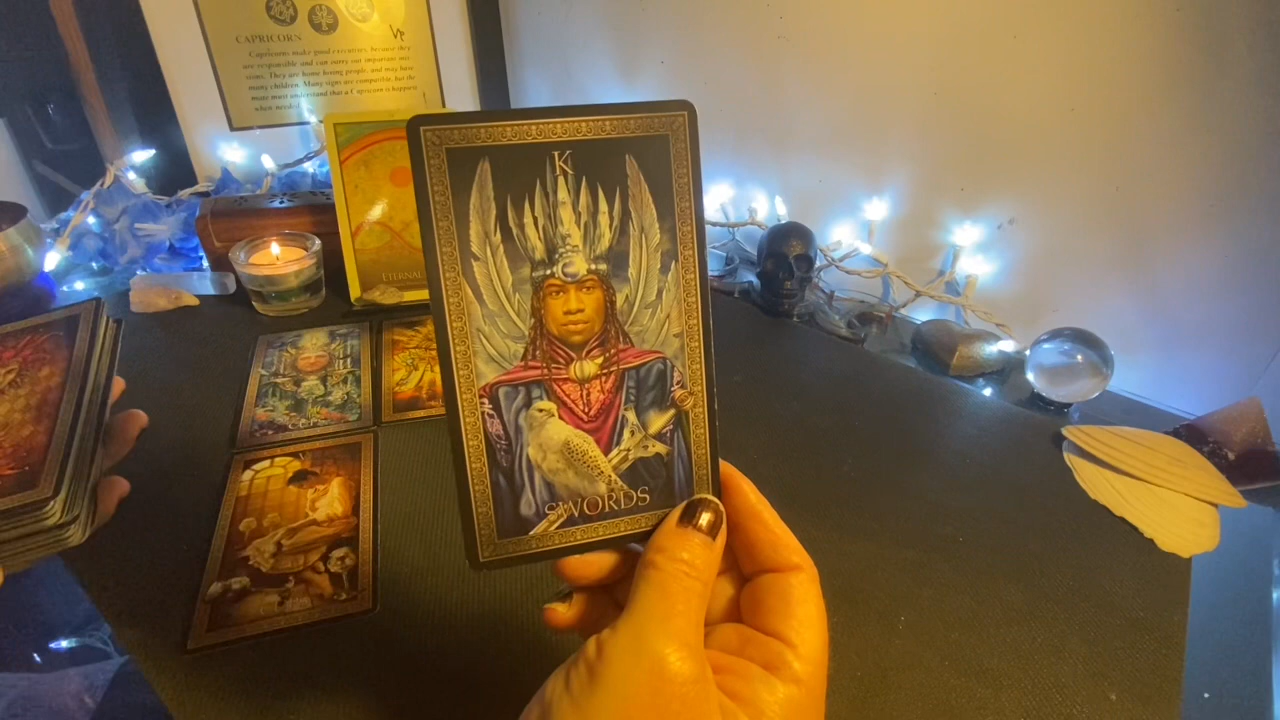 CAPRICORN
Capricorns make good executives, because they
are responsible and can carry out important mis
sions. They are home loving people, and may have
many children. Many signs are compatible, but the
mate must understand that a Capricorn is happiest
when needed
ETERNAL
K
SWORDS